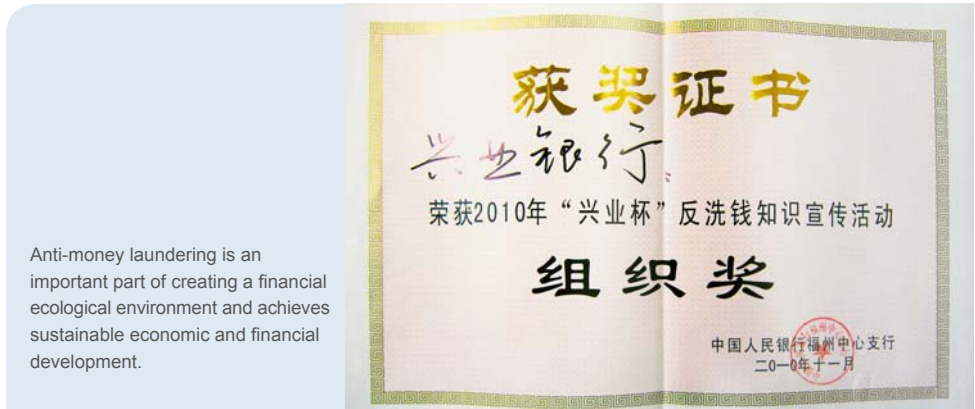 Anti-money laundering is an
important part of creating a financial
ecological environment and achieves
sustainable economic and financial
development.
获奖证书
兴业银行:
荣获2010年“兴业杯”反洗钱知识宣传活动
组织奖
中国人民银行福州中心支行
二0一0年十一月